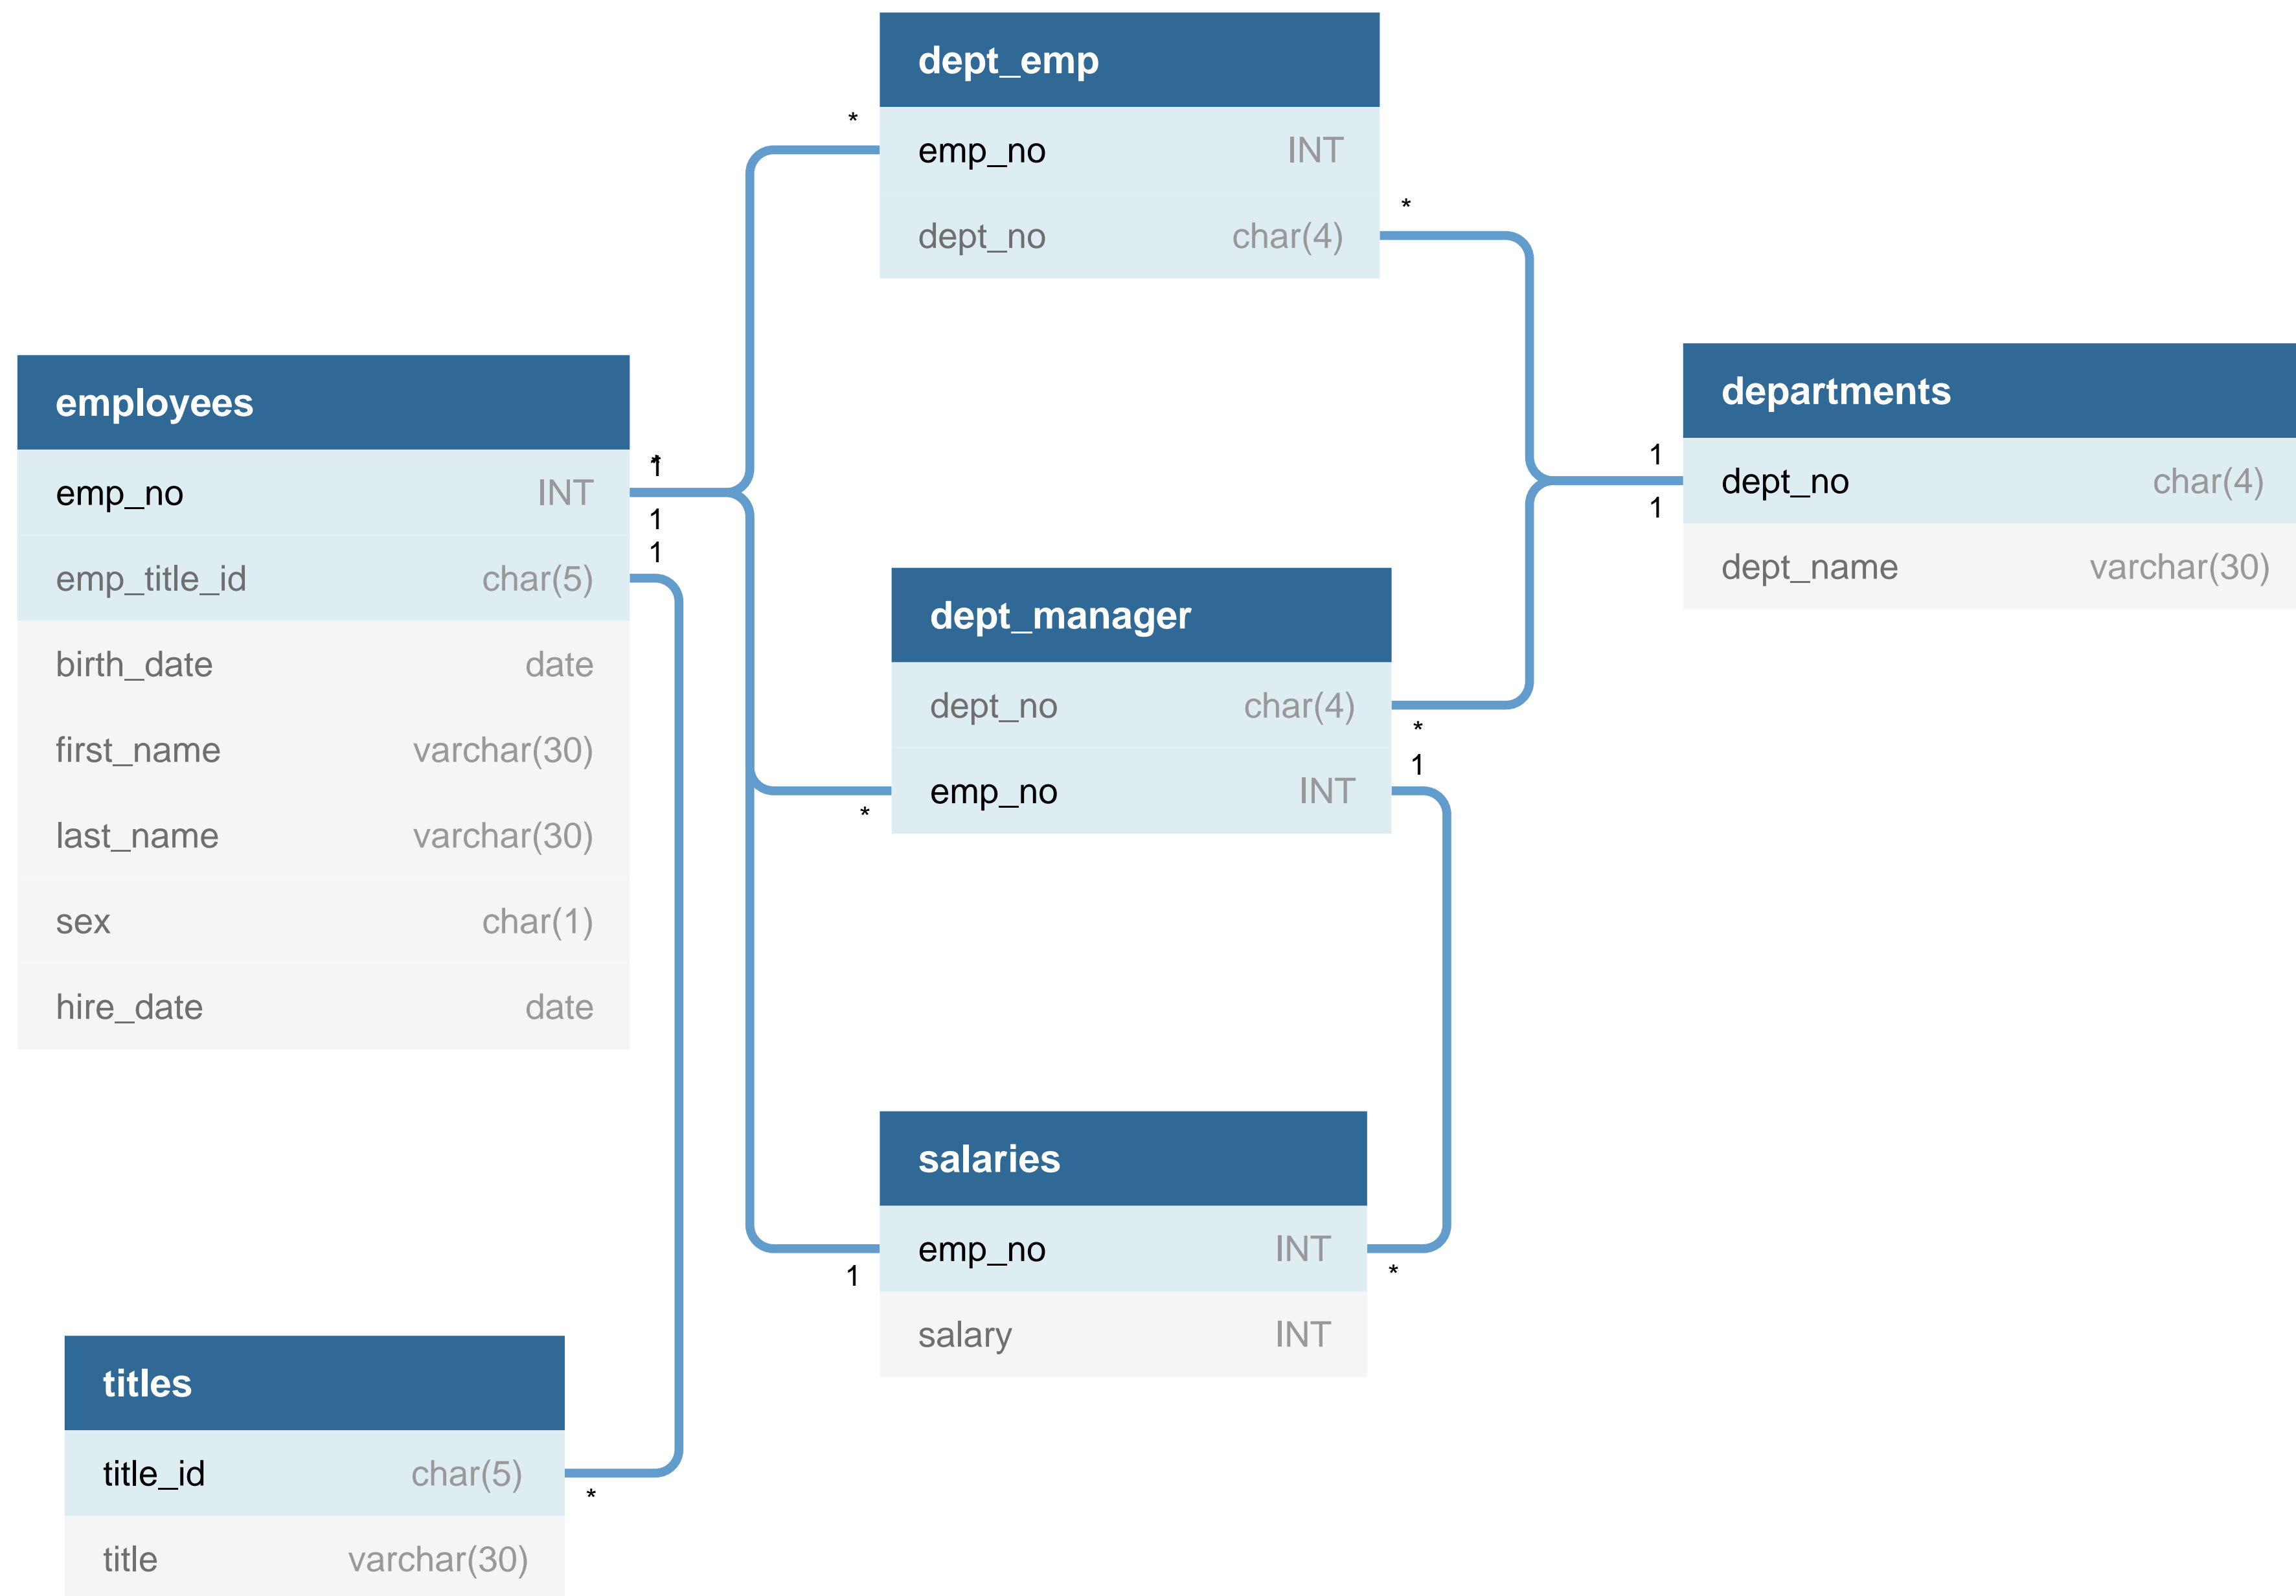 dept_emp
*
emp_no INT
*
dept_no char(4)
employees
*
1
emp_no INT
1
1
emp_title_id char(5)
birth_date date
first_name varchar(30)
last_name varchar(30)
sex char(1)
hire_date date
departments
1
dept_no char(4)
1
dept_name varchar(30)
dept_manager
dept_no char(4)
*
1
emp_no INT
*
salaries
emp_no INT
1
*
salary INT
titles
title_id char(5)
*
title varchar(30)